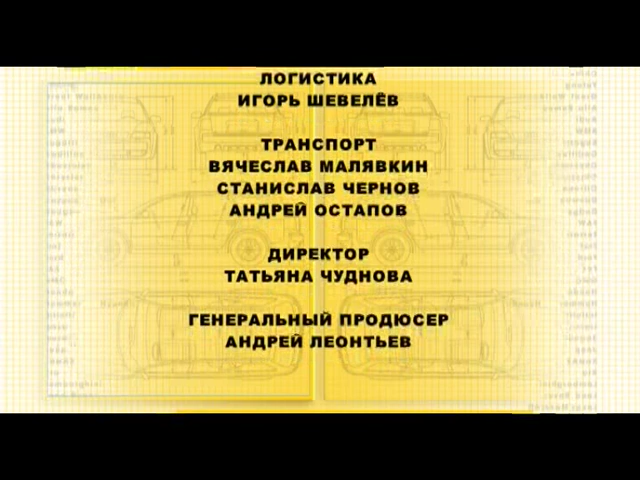 ЛОГИСТИКА
ИГОРЬ ШЕВЕЛЁВ
ТРАНСПОРТ
ВЯЧЕСЛАВ МАЛЯВКИН
СТАНИСЛАВ ЧЕРНОВ
АНДРЕЙ ОСТАПОВ
ДИРЕКТОР
ТАТЬЯНА ЧУДНОВА
ГЕНЕРАЛЬНЫЙ ПРОДЮСЕР
АНДРЕЙ ЛЕОНТЬЕВ